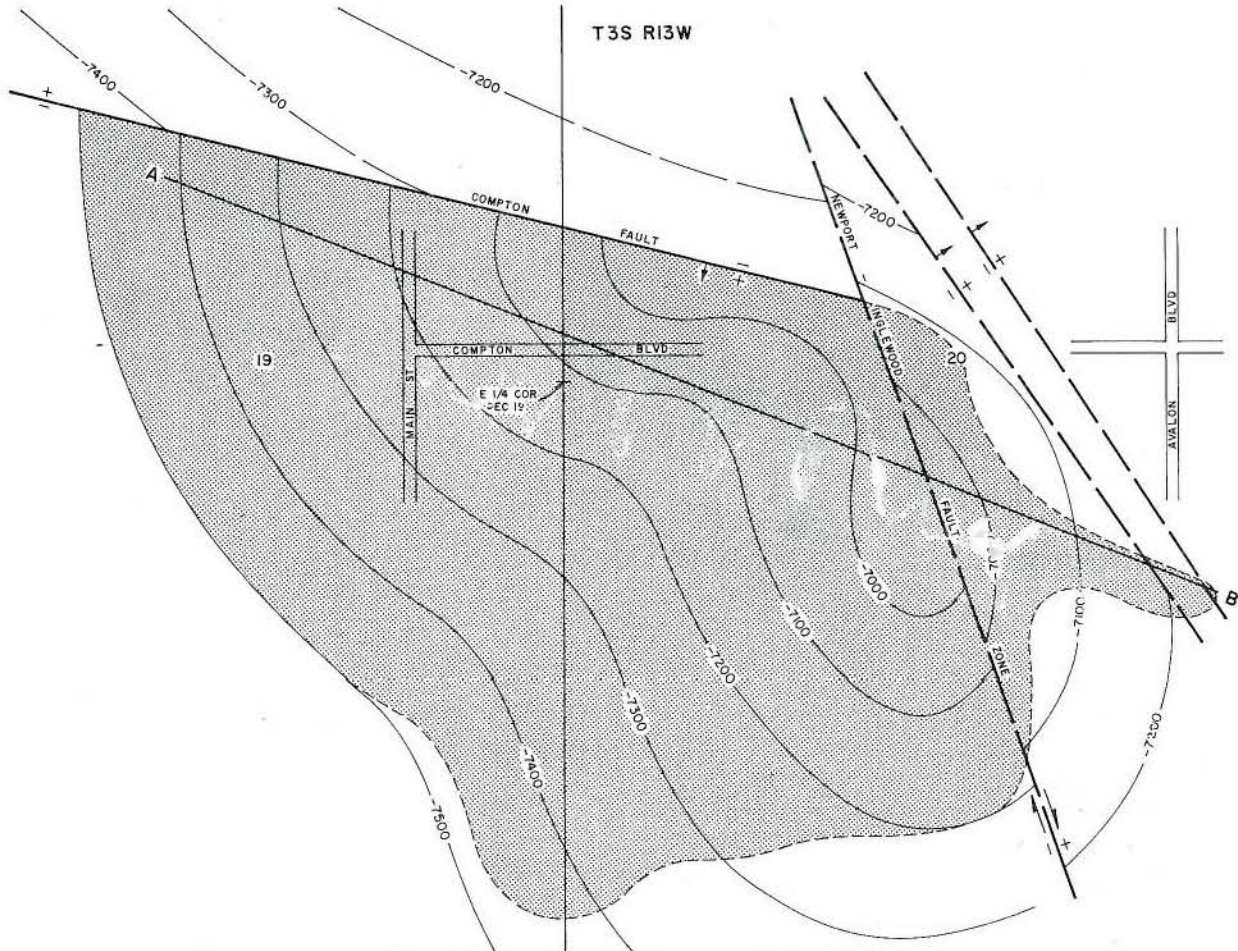 T3S R13W
-7400
-7300
-7200
A
COMPTON
FAULT
NEWPORT
-7200
INGLEWOOD
BLVD
19
COMPTON BLVD
20
MAIN ST
E 1/4 COR
SEC 19
AVALON
FAULT
-7000
-7100
-7100
B
ZONE
-7200
-7300
-7200
-7400
-7500